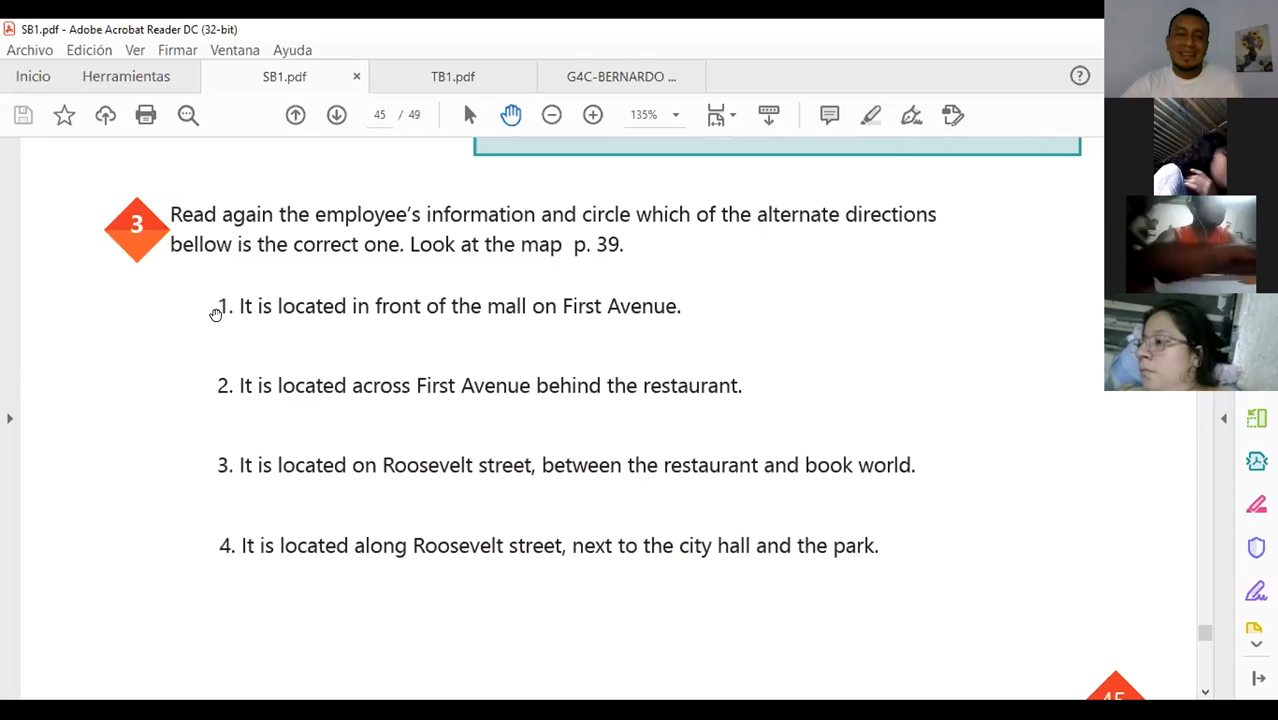 SB1.pdf - Adobe Acrobat Reader DC (32-bit)
Archivo Edición Ver Firmar Ventana Ayuda
Inicio Herramientas SB1.pdf × TB1.pdf G4C-BERNARDO ...
45 / 49 135%
3
Read again the employee's information and circle which of the alternate directions
bellow is the correct one. Look at the map p. 39.
1. It is located in front of the mall on First Avenue.
2. It is located across First Avenue behind the restaurant.
3. It is located on Roosevelt street, between the restaurant and book world.
4. It is located along Roosevelt street, next to the city hall and the park.
45